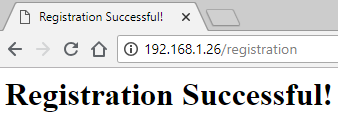 Registration Successful!
192.168.1.26/registration
Registration Successful!